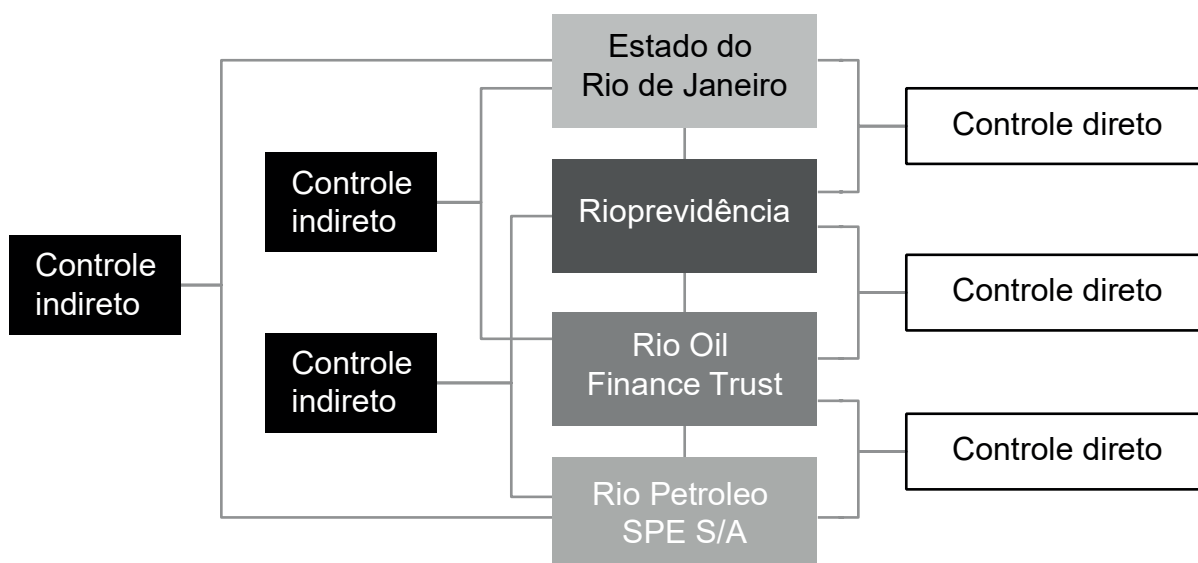 Estado do
Rio de Janeiro
Controle direto
Controle
indireto
Rioprevidência
Controle
indireto
Controle direto
Controle
indireto
Rio Oil
Finance Trust
Controle direto
Rio Petroleo
SPE S/A